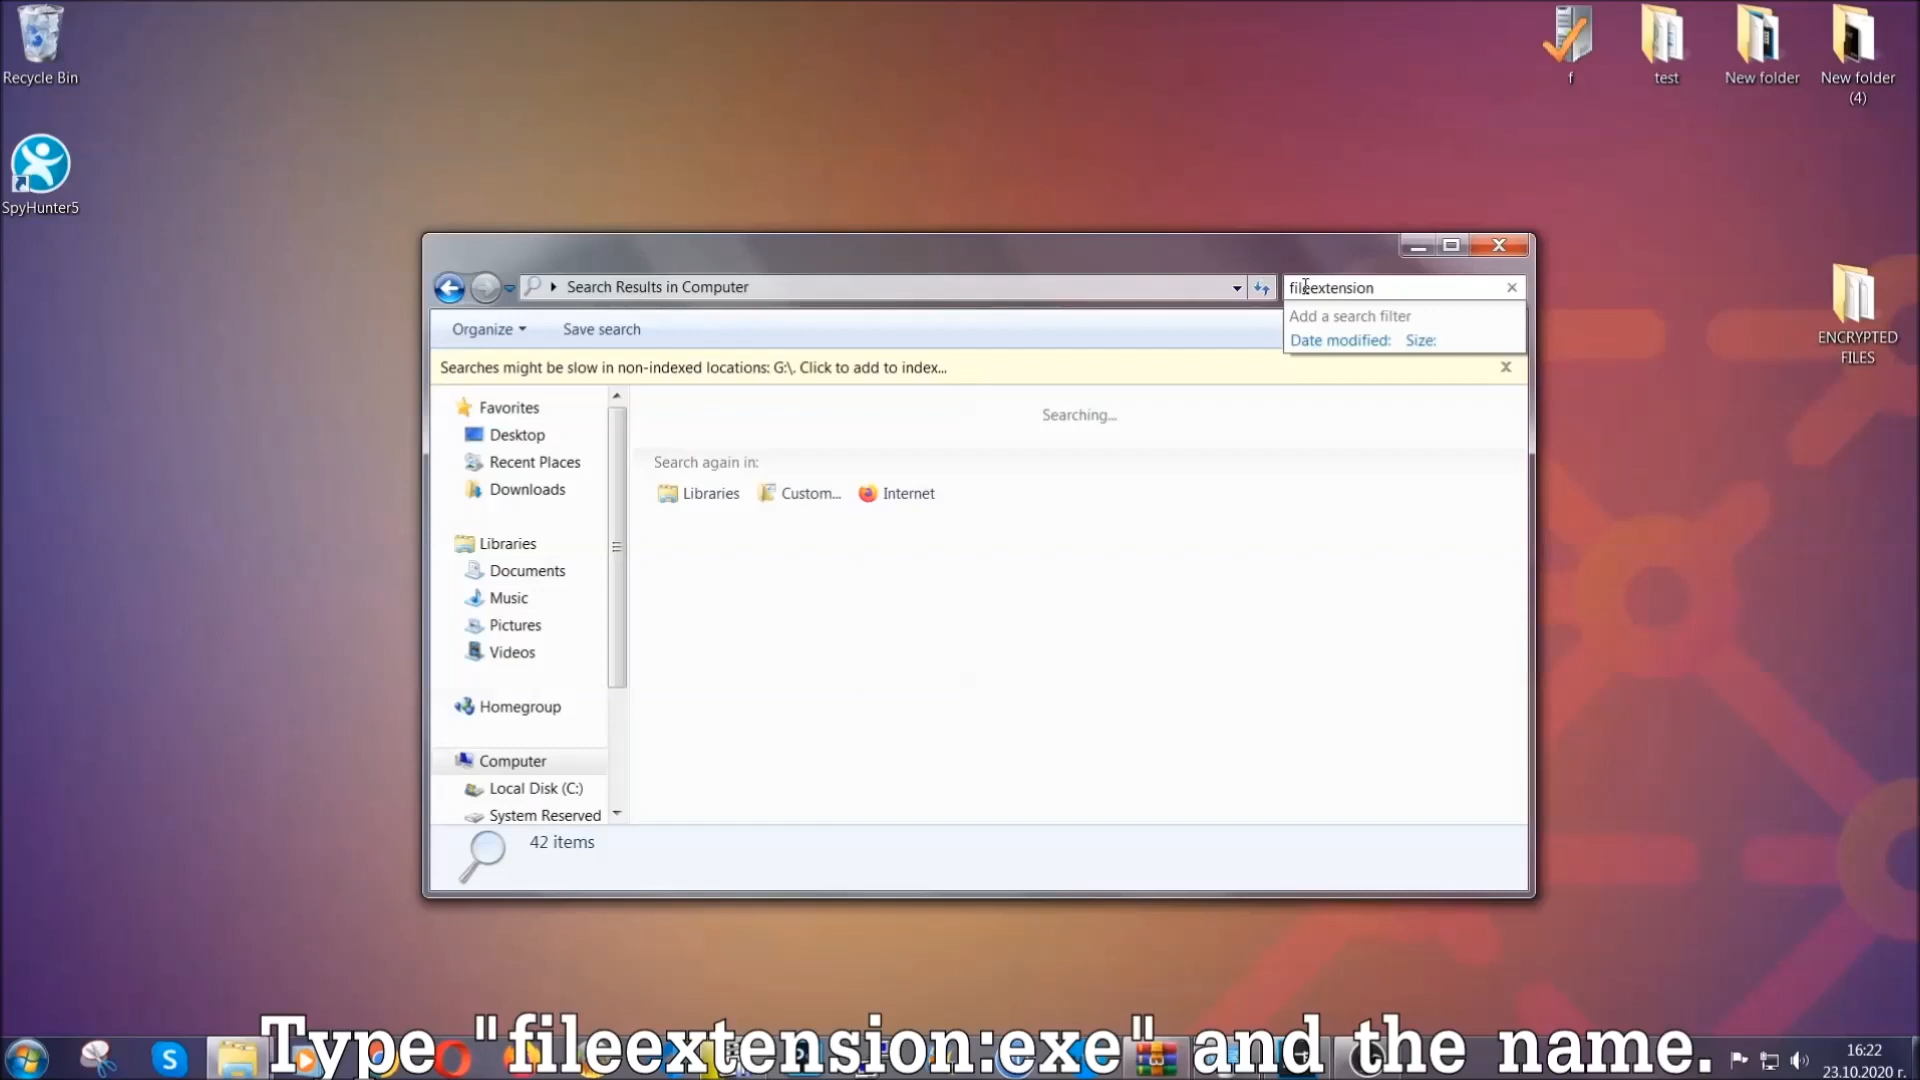 Recycle Bin
SpyHunter5
f
test
New folder
New folder
(4)
ENCRYPTED
FILES
Search Results in Computer
fileextension
Add a search filter
Date modified: Size:
Organize
Save search
Searches might be slow in non-indexed locations: G:\. Click to add to index...
Favorites
Desktop
Recent Places
Downloads
Libraries
Documents
Music
Pictures
Videos
Homegroup
Computer
Local Disk (C:)
System Reserved
Searching...
Search again in:
Libraries
Custom...
Internet
42 items
Type "fileextension:exe" and the name.
16:22
23.10.2020 г.